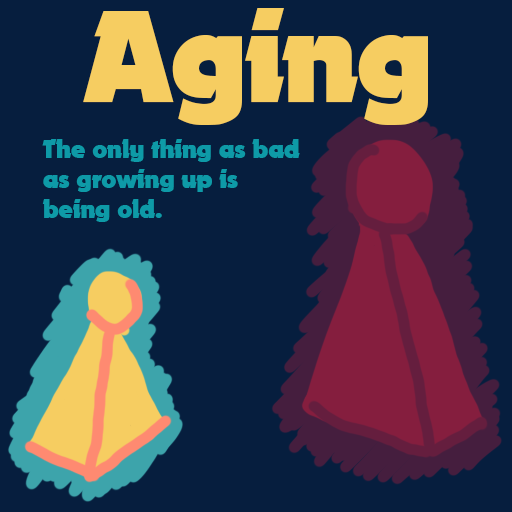 Aging
The only thing as bad
as growing up is
being old.